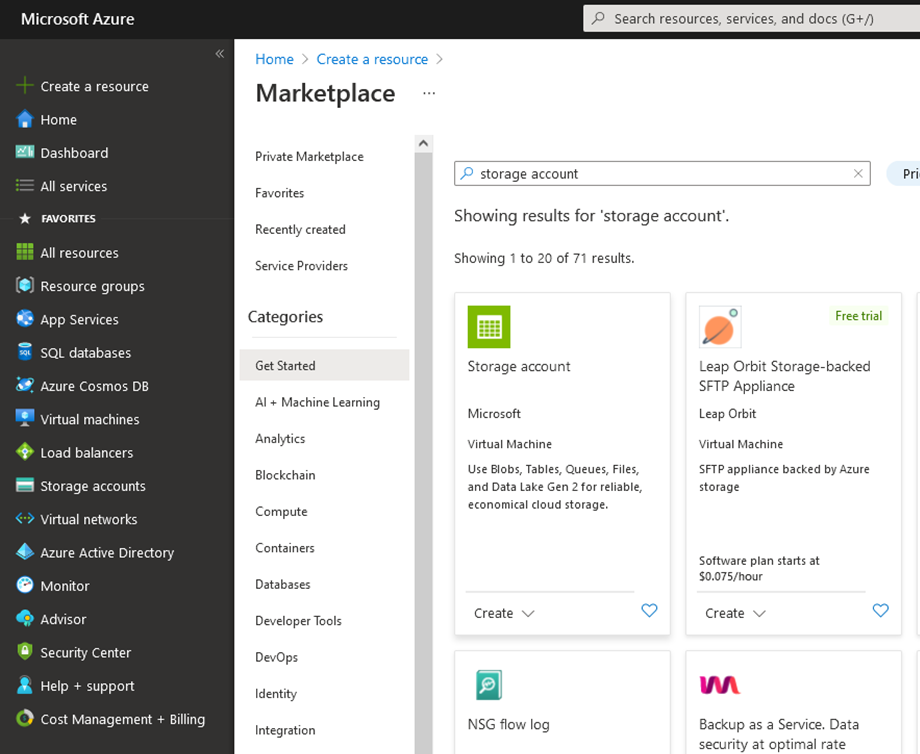 Microsoft Azure
Search resources, services, and docs (G+/)
«
Create a resource
Home
Dashboard
All services
FAVORITES
All resources
Resource groups
App Services
SQL databases
Azure Cosmos DB
Virtual machines
Load balancers
Storage accounts
Virtual networks
Azure Active Directory
Monitor
Advisor
Security Center
Help + support
Cost Management + Billing
Home > Create a resource >
Marketplace ...
Private Marketplace
Favorites
Recently created
Service Providers
Categories
Get Started
AI + Machine Learning
Analytics
Blockchain
Compute
Containers
Databases
Developer Tools
DevOps
Identity
Integration
storage account
Pri
Showing results for 'storage account'.
Showing 1 to 20 of 71 results.
Storage account
Microsoft
Virtual Machine
Use Blobs, Tables, Queues, Files,
and Data Lake Gen 2 for reliable,
economical cloud storage.
Create
Free trial
Leap Orbit Storage-backed
SFTP Appliance
Leap Orbit
Virtual Machine
SFTP appliance backed by Azure
storage
Software plan starts at
$0.075/hour
Create
NSG flow log
Backup as a Service. Data
security at optimal rate